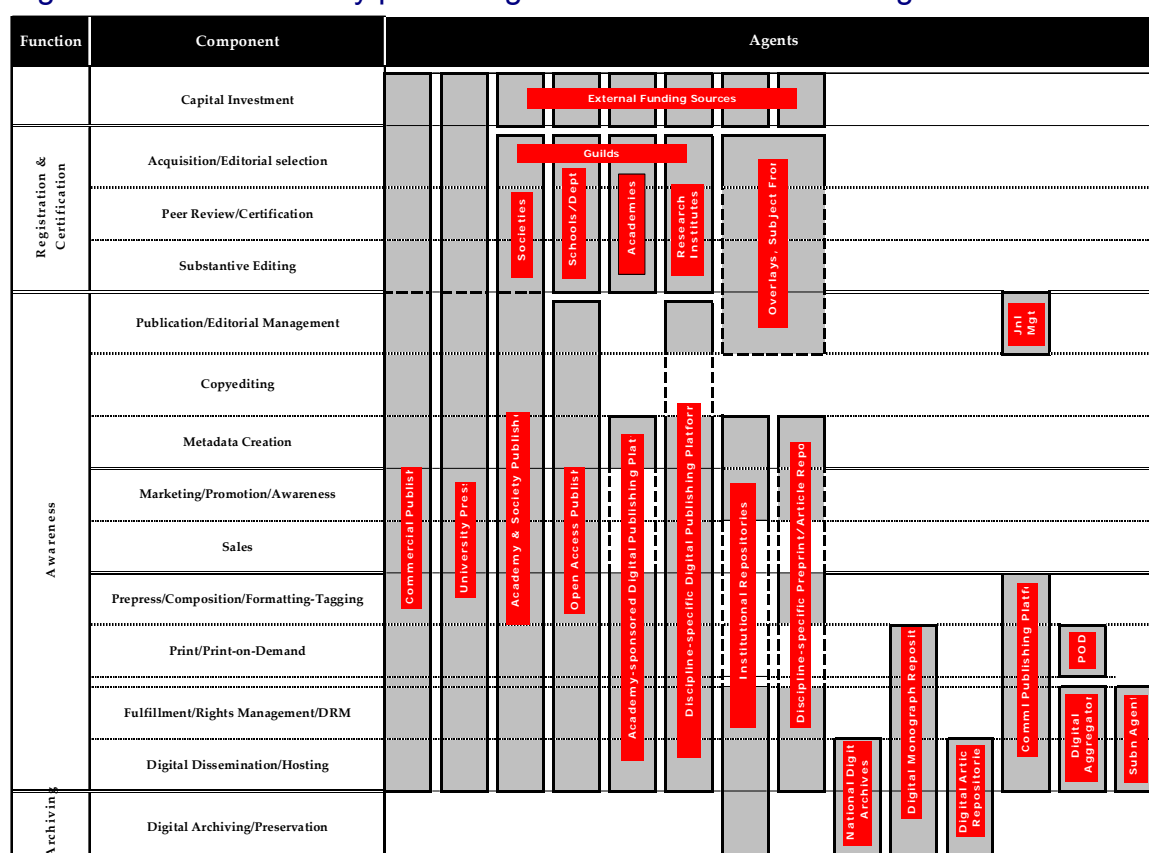 Function Component Agents
Capital Investment
External Funding Sources
Registration &
Certification
Acquisition/Editorial selection
Guilds
Peer Review/Certification
Substantive Editing
Societies
Schools/Dept
Academies
Research
Institutes
Overlays, Subject
Awareness
Publication/Editorial Management
Jnl
Mgt
Copyediting
Metadata Creation
Marketing/Promotion/Awareness
Sales
Prepress/Composition/Formatting-Tagging
Print/Print-on-Demand
Fulfillment/Rights Management/DRM
Digital Dissemination/Hosting
Commercial Publish
University Press
Academy & Society Publishe
Open Access Publish
Academy-sponsored Digital Publishing Plat
Discipline-specific Digital Publishing Platforr
Institutional Repositories
Discipline-specific Preprint/Article Repo
National Digit
Archives
Digital Monograph Reposit
Digital Artic
Repositorie
Comml Publishing Platfo
POD
Digital
Aggregator
Subn Agent
Archiving
Digital Archiving/Preservation